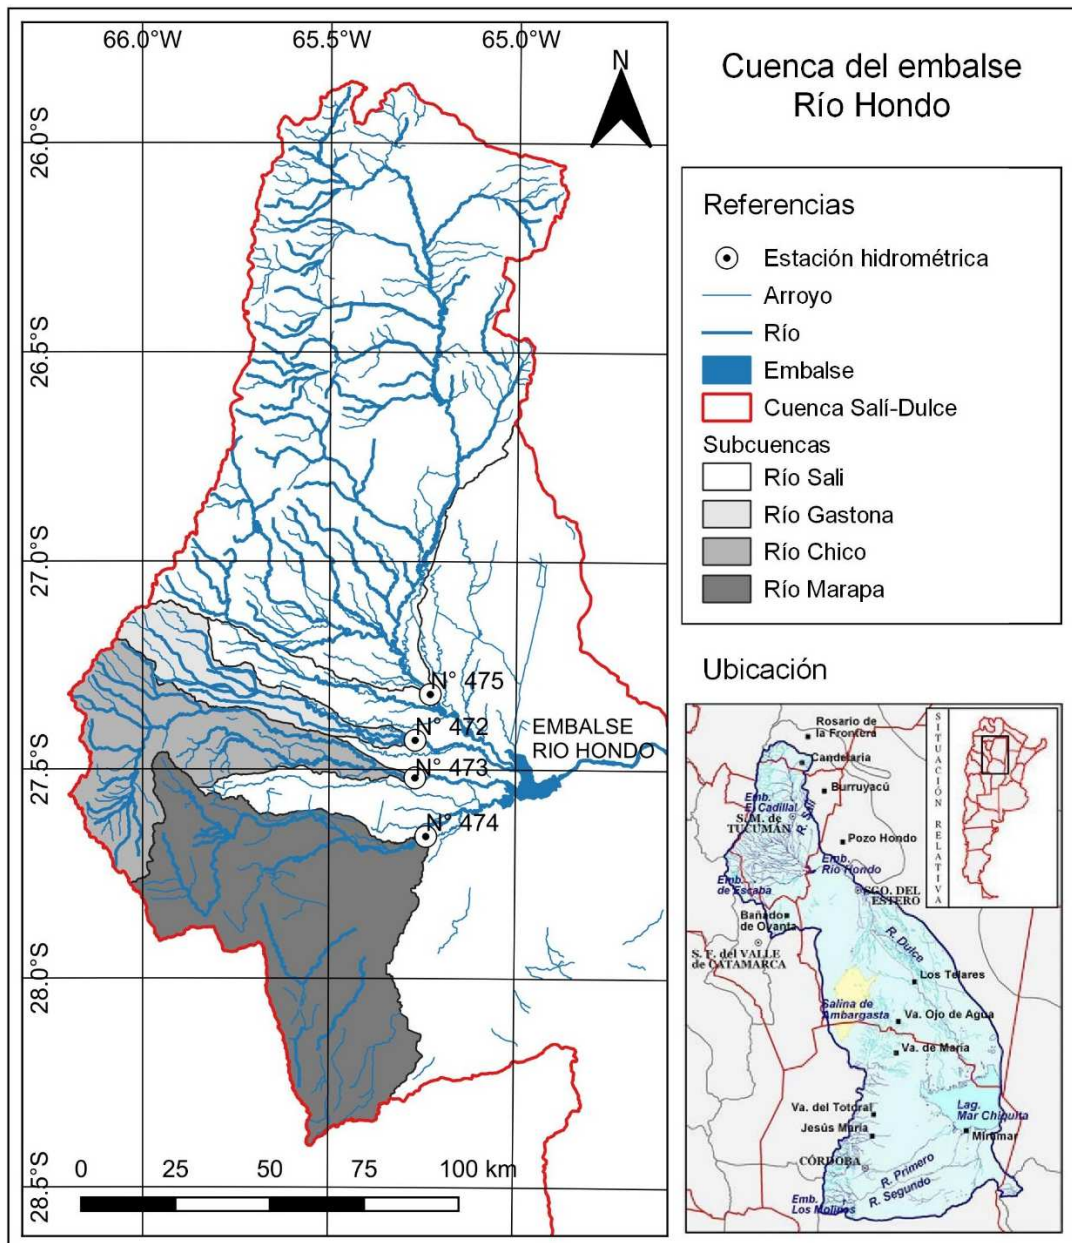 66.0°W
65.5°W
65.0°W
26.0°S
26.5°S
27.0°S
27.5°S
28.0°S
28.5°S
N
N° 475
N° 472
N° 473
N° 474
EMBALSE
RIO HONDO
0 25 50 75 100 km
Cuenca del embalse
Río Hondo
Referencias
Estación hidrométrica
Arroyo
Río
Embalse
Cuenca Salí-Dulce
Subcuencas
Río Sali
Río Gastona
Río Chico
Río Marapa
Ubicación
Rosario de
la Frontera
Candelaria
Burruyacú
Emb.
El Cadillal
R. Salí
S. M. de
TUCUMÁN
Pozo Hondo
Emb.
Río Hondo
Emb.
de Escaba
SGO. DEL
ESTERO
Bañado
de Ovanta
R. Dulce
S. F. del VALLE
de CATAMARCA
Los Telares
Salina de
Ambargasta
Va. Ojo de Agua
Va. de María
Lag.
Mar Chiquita
Va. del Totoral
Jesús María
Miramar
CÓRDOBA
R. Primero
R. Segundo
Emb.
Los Molinos
SITUACIÓN RELATIVA